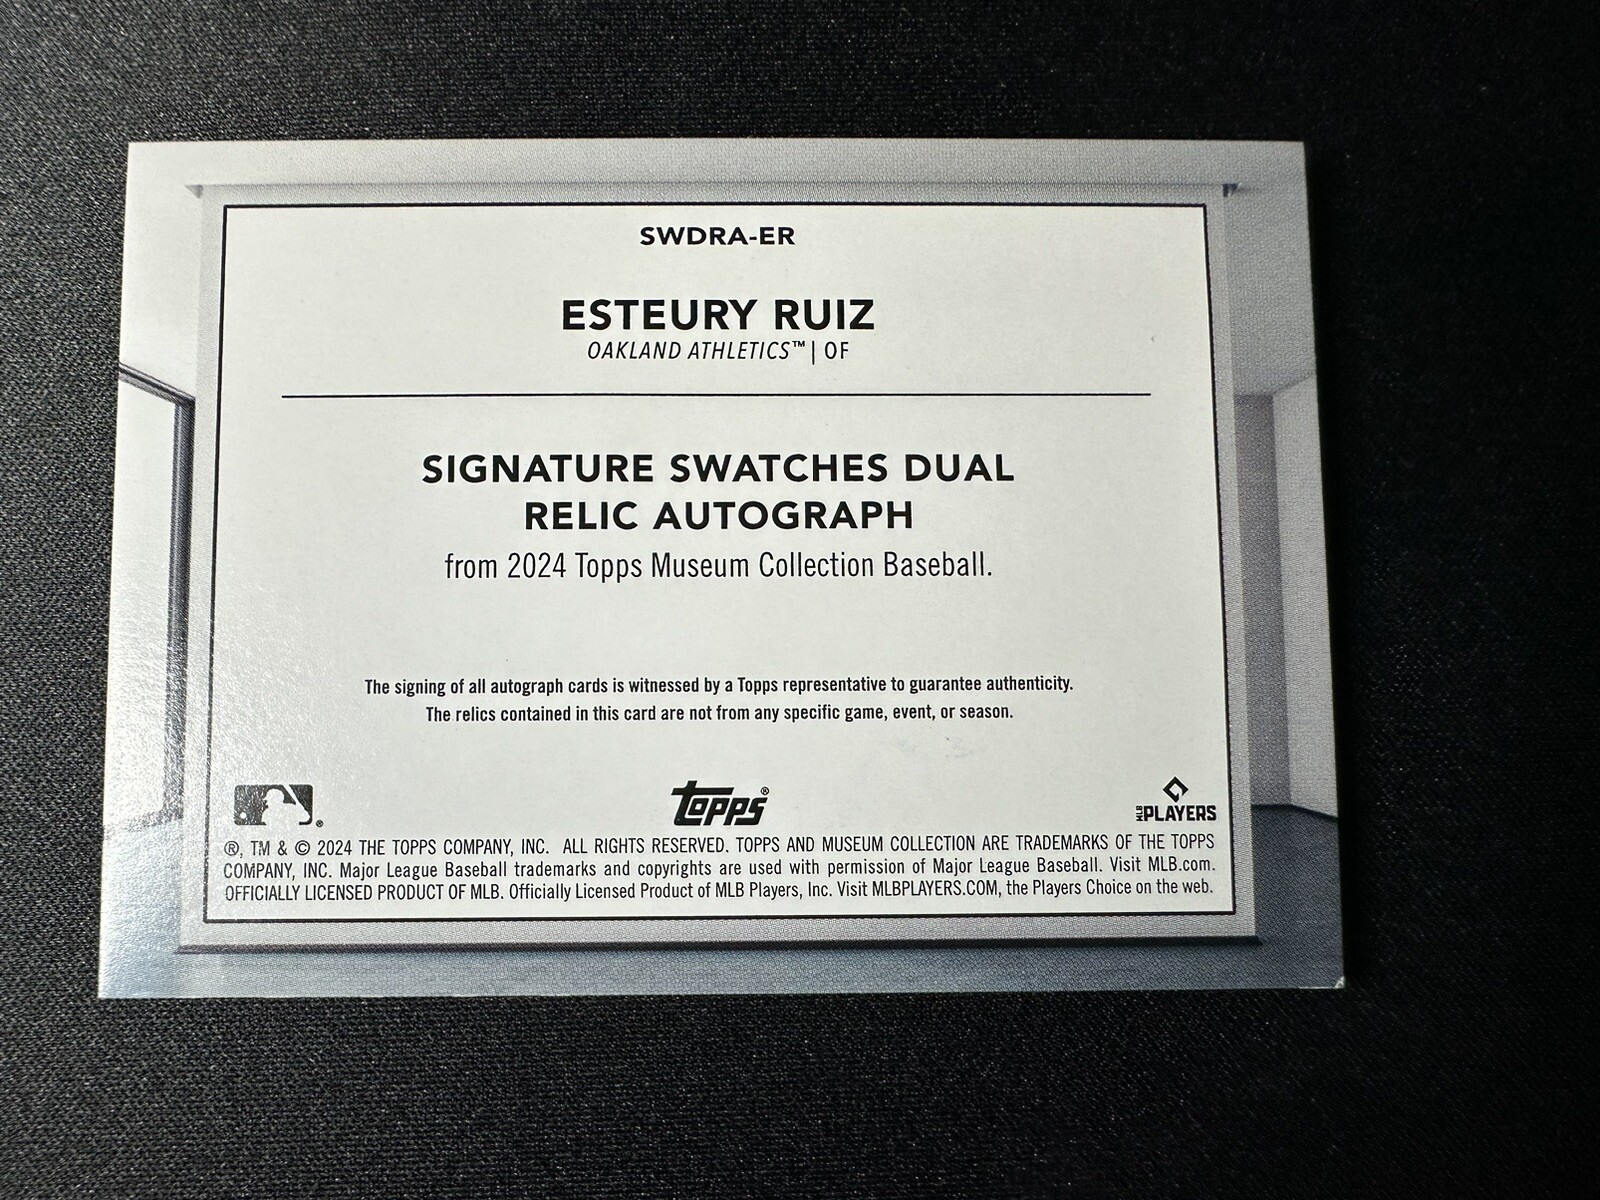 SWDRA-ER
ESTEURY RUIZ
OAKLAND ATHLETICS™ | OF
SIGNATURE SWATCHES DUAL
RELIC AUTOGRAPH
from 2024 Topps Museum Collection Baseball.
The signing of all autograph cards is witnessed by a Topps representative to guarantee authenticity.
The relics contained in this card are not from any specific game, event, or season.
®
topps®
MLB PLAYERS
®, TM & © 2024 THE TOPPS COMPANY, INC. ALL RIGHTS RESERVED. TOPPS AND MUSEUM COLLECTION ARE TRADEMARKS OF THE TOPPS
COMPANY, INC. Major League Baseball trademarks and copyrights are used with permission of Major League Baseball. Visit MLB.com.
OFFICIALLY LICENSED PRODUCT OF MLB. Officially Licensed Product of MLB Players, Inc. Visit MLBPLAYERS.COM, the Players Choice on the web.